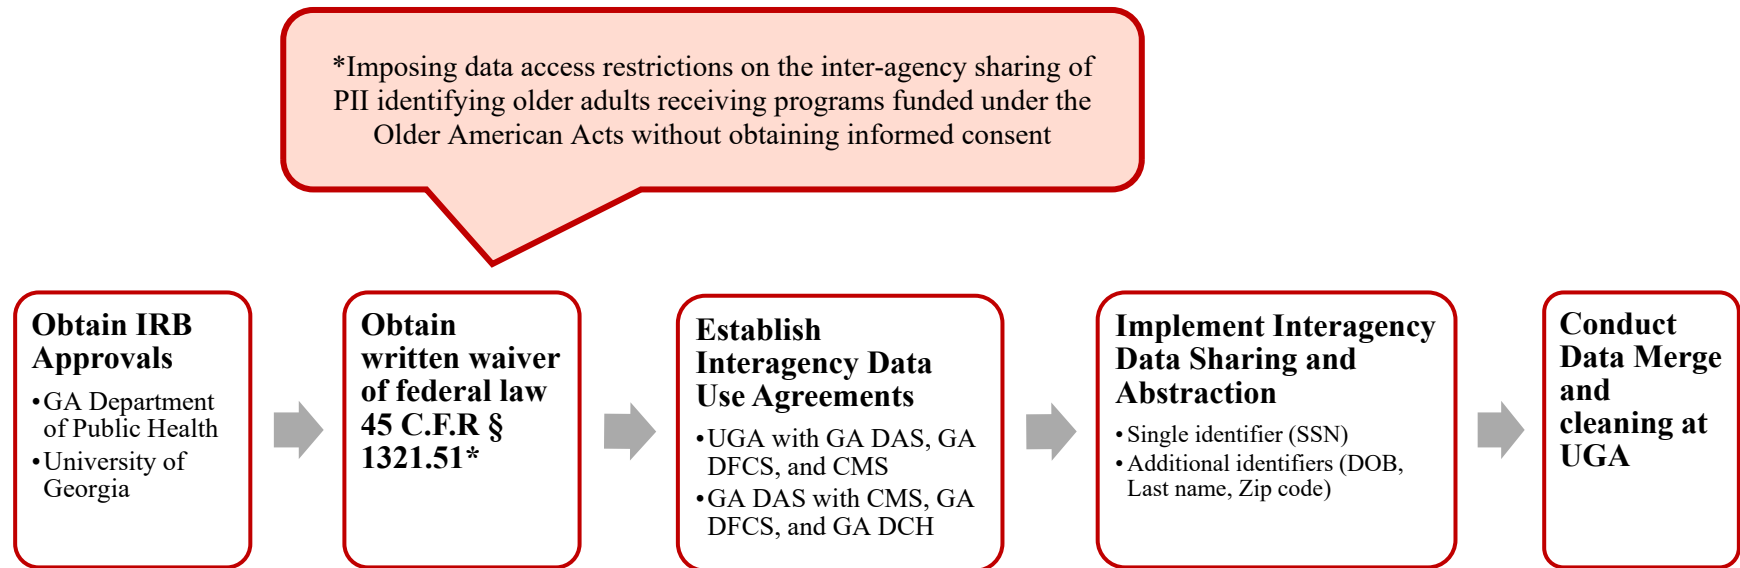 *Imposing data access restrictions on the inter-agency sharing of
PII identifying older adults receiving programs funded under the
Older American Acts without obtaining informed consent
Obtain IRB
Approvals
•GA Department
of Public Health
•University of
Georgia
Obtain
written waiver
of federal law
45 C.F.R §
1321.51*
Establish
Interagency Data
Use Agreements
•UGA with GA DAS, GA
DFCS, and CMS
•GA DAS with CMS, GA
DFCS, and GA DCH
Implement Interagency
Data Sharing and
Abstraction
•Single identifier (SSN)
•Additional identifiers (DOB,
Last name, Zip code)
Conduct
Data Merge
and
cleaning at
UGA